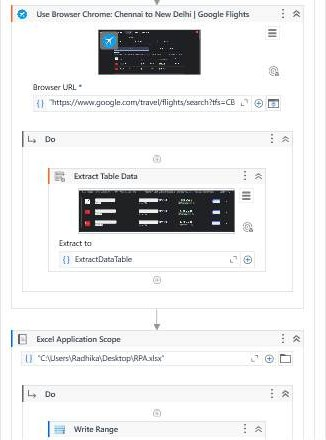 Use Browser Chrome: Chennai to New Delhi | Google Flights
Browser URL *
"https://www.google.com/travel/flights/search?tfs=CB
Do
Extract Table Data
Extract to
ExtractDataTable
Excel Application Scope
"C:\Users\Radhika\Desktop\RPA.xlsx"
Do
Write Range